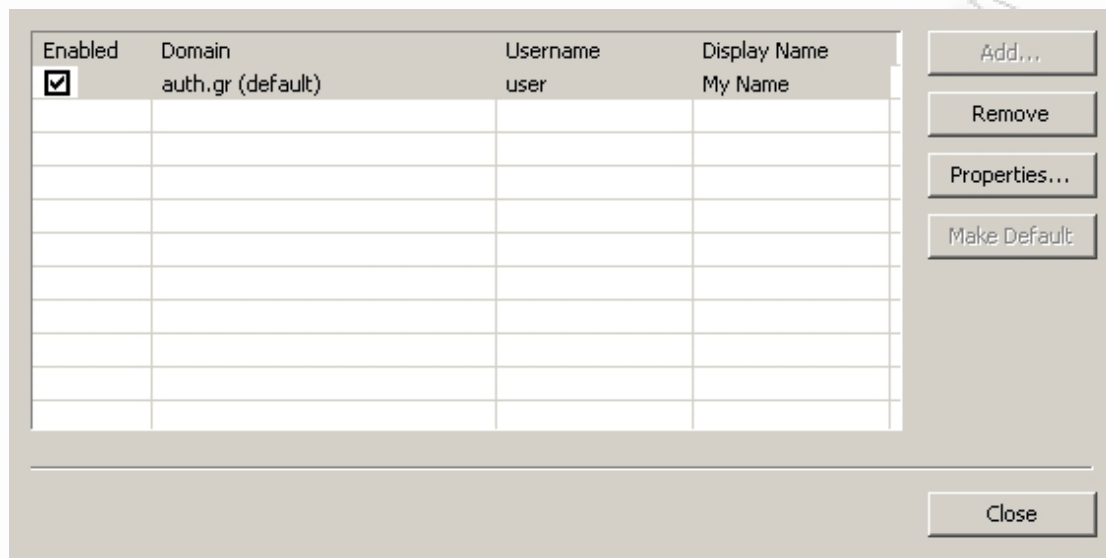 Enabled Domain Username Display Name
auth.gr (default) user My Name
Add...
Remove
Properties...
Make Default
Close